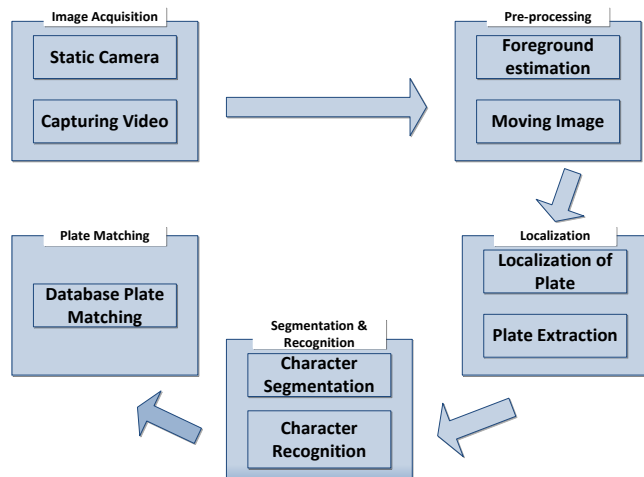 Image Acquisition
Static Camera
Capturing Video
Pre-processing
Foreground
estimation
Moving Image
Localization
Localization of
Plate
Plate Extraction
Segmentation &
Recognition
Character
Segmentation
Character
Recognition
Plate Matching
Database Plate
Matching